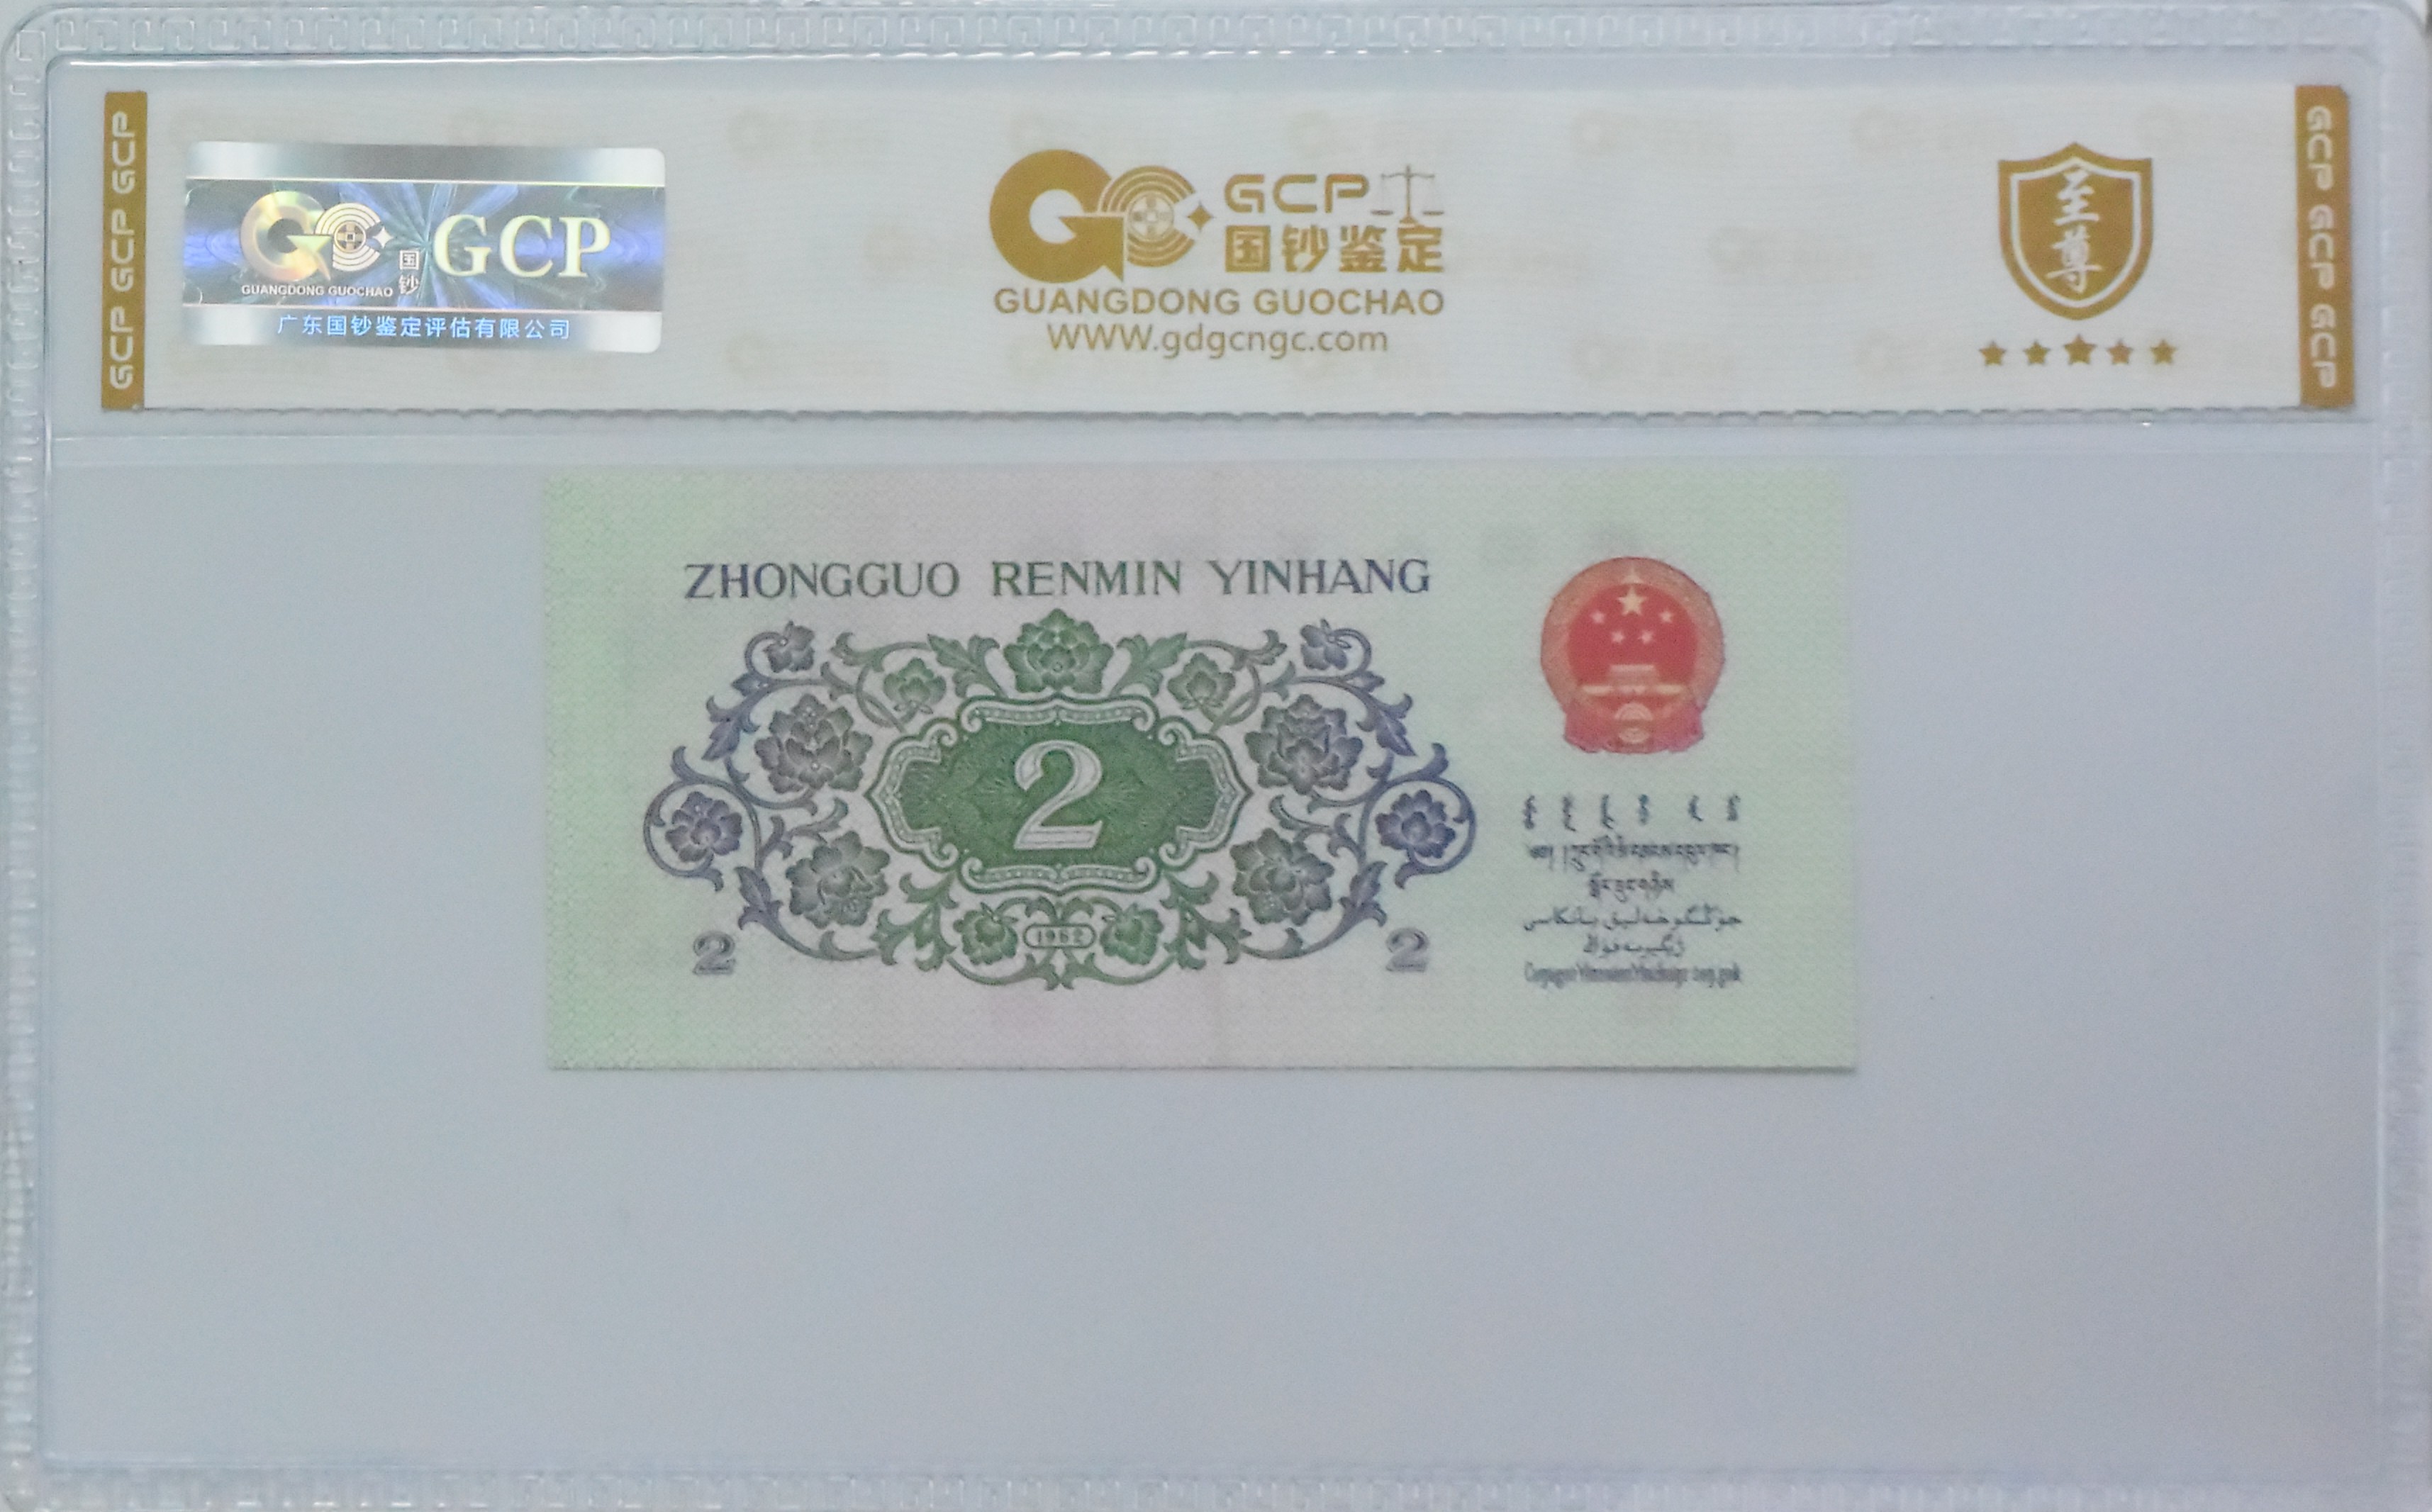 GCP GCP GCP
GUANGDONG GUOCHAO
国钞
GCP
广东国钞鉴定评估有限公司
GCP
国钞鉴定
GUANGDONG GUOCHAO
WWW.gdgcngc.com
至尊
GCP GCP GCP
ZHONGGUO RENMIN YINHANG
2
1962
2
2